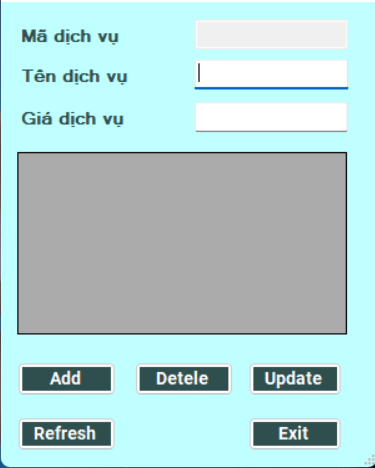 Mã dịch vụ
Tên dịch vụ
Giá dịch vụ
Add Detele Update
Refresh Exit